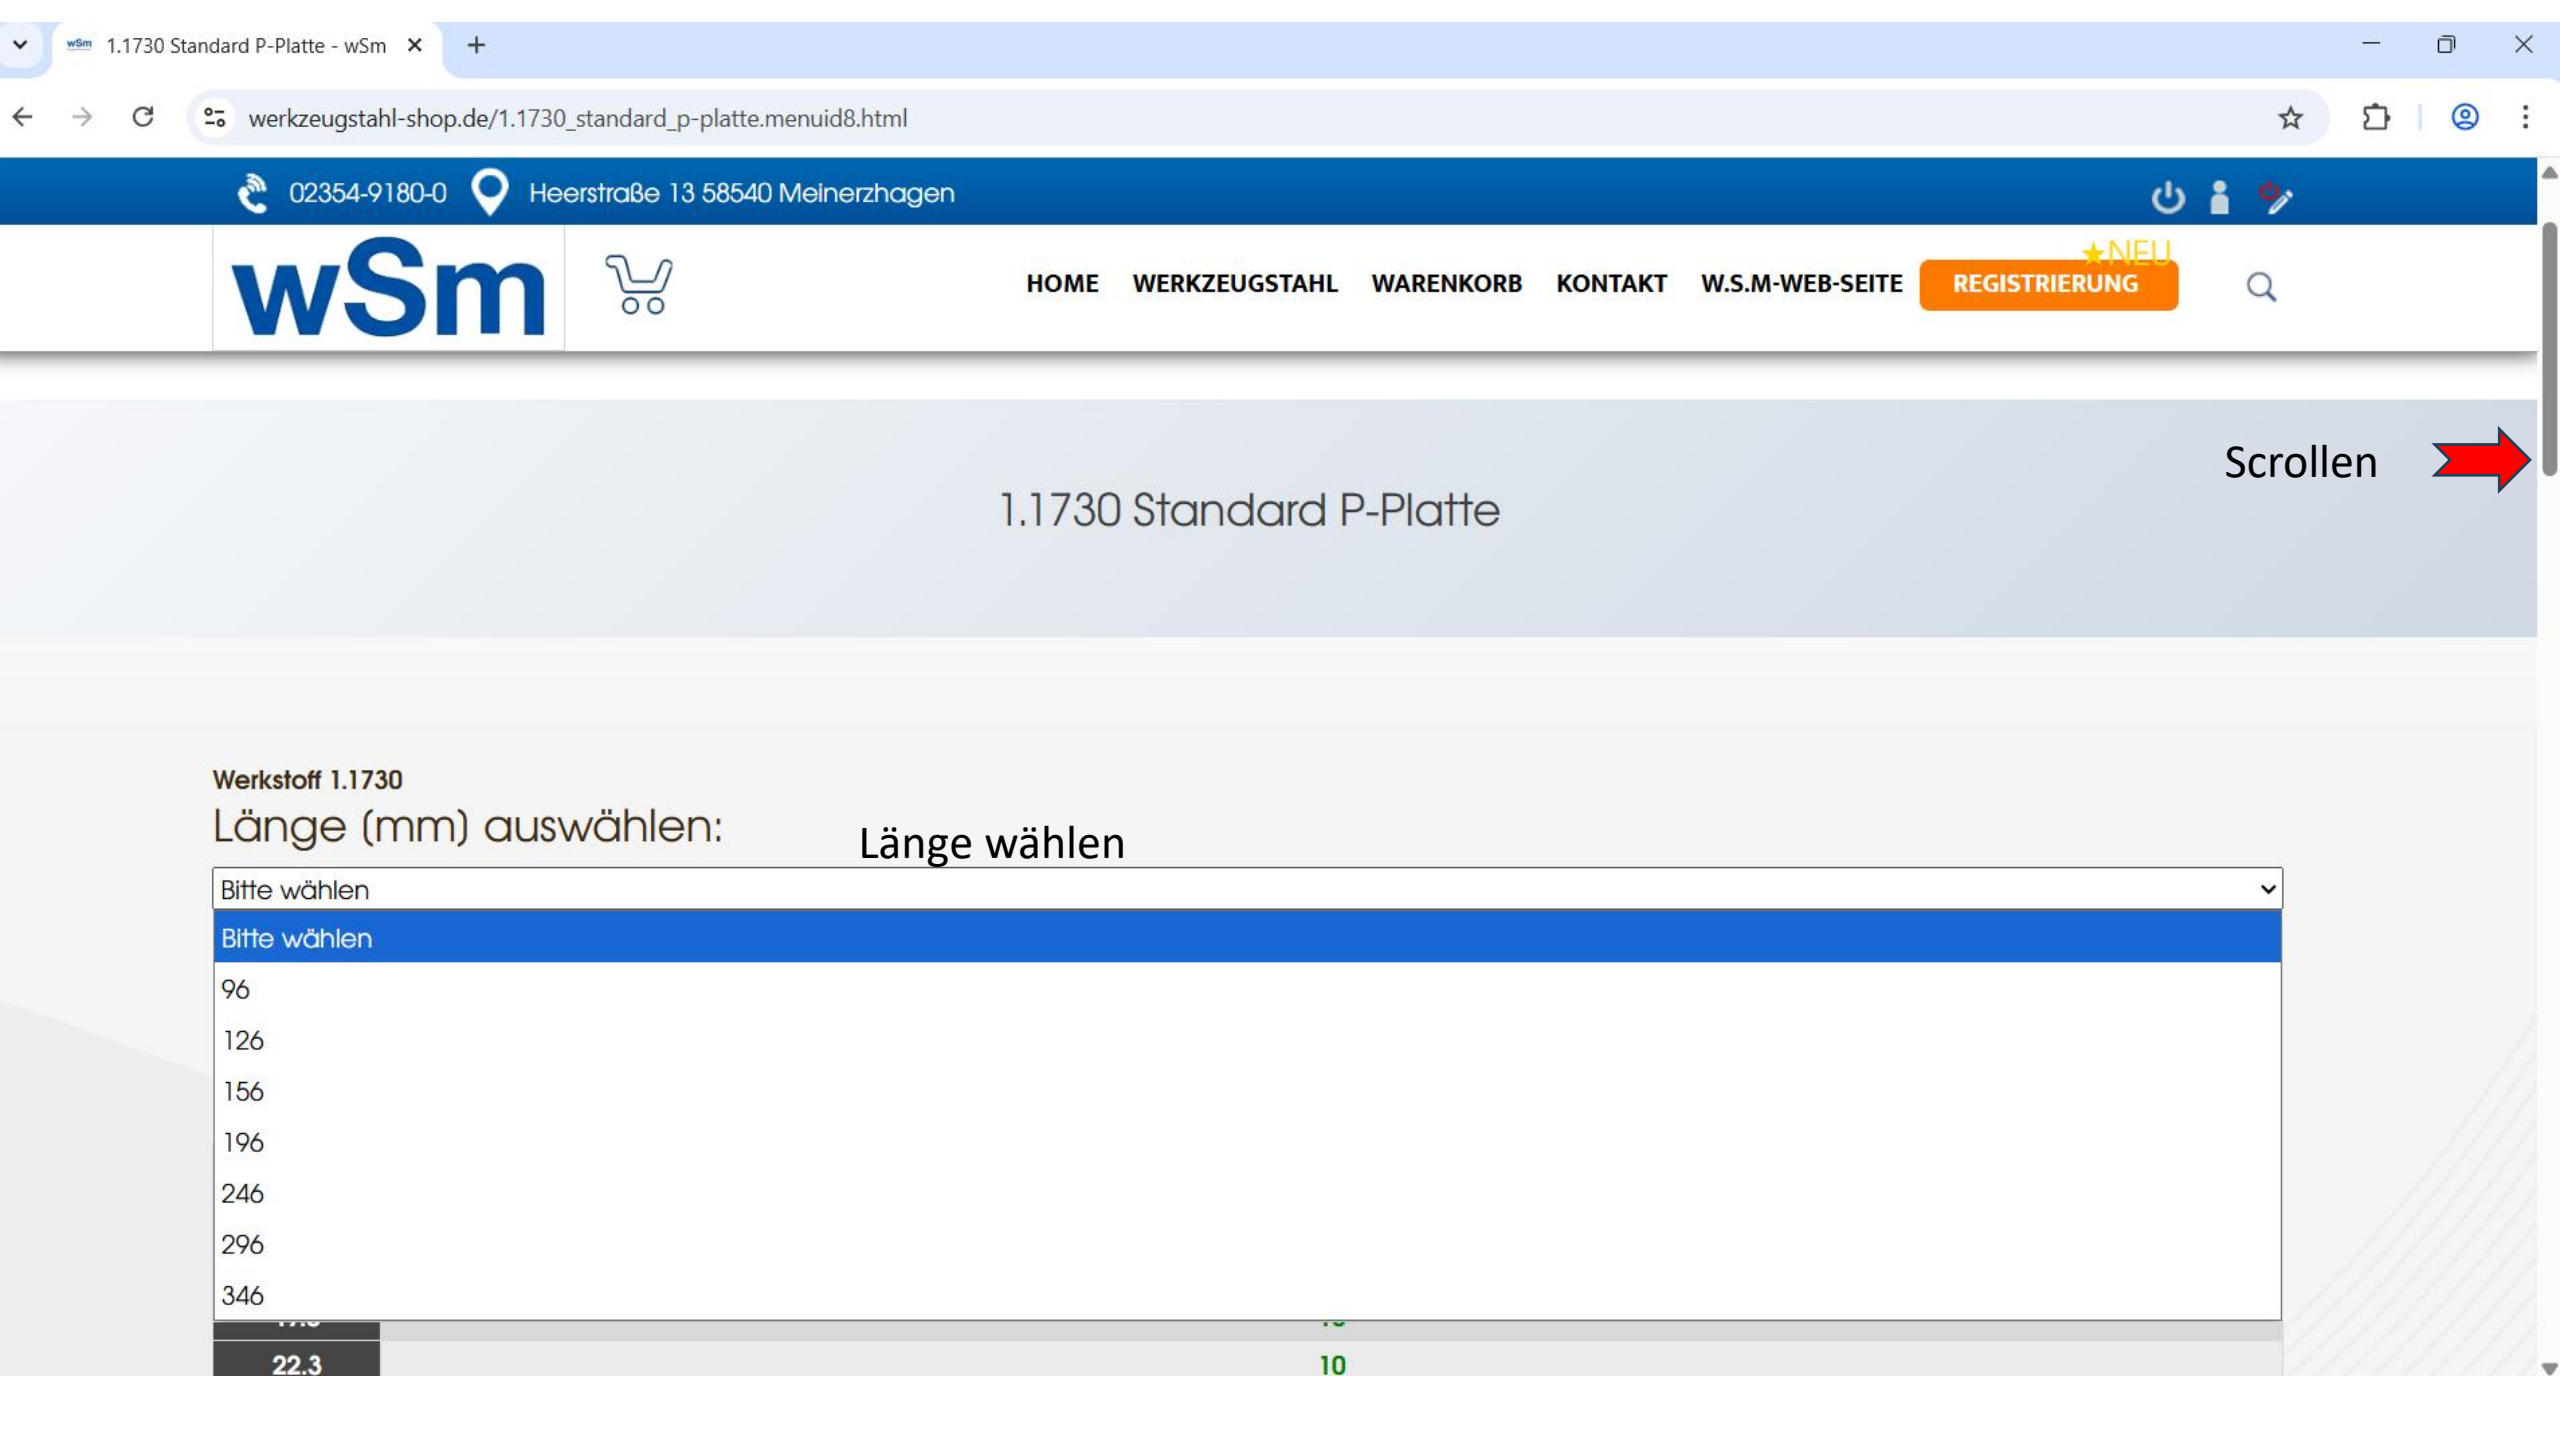 wSm 1.1730 Standard P-Platte - wSm
werkzeugstahl-shop.de/1.1730_standard_p-platte.menuid8.html
02354-9180-0 Heerstraße 13 58540 Meinerzhagen
wSm
HOME WERKZEUGSTAHL WARENKORB KONTAKT W.S.M-WEB-SEITE REGISTRIERUNG ★NEU
Scrollen
1.1730 Standard P-Platte
Werkstoff 1.1730
Länge (mm) auswählen:
Länge wählen
Bitte wählen
Bitte wählen
96
126
156
196
246
296
346
22.3 10